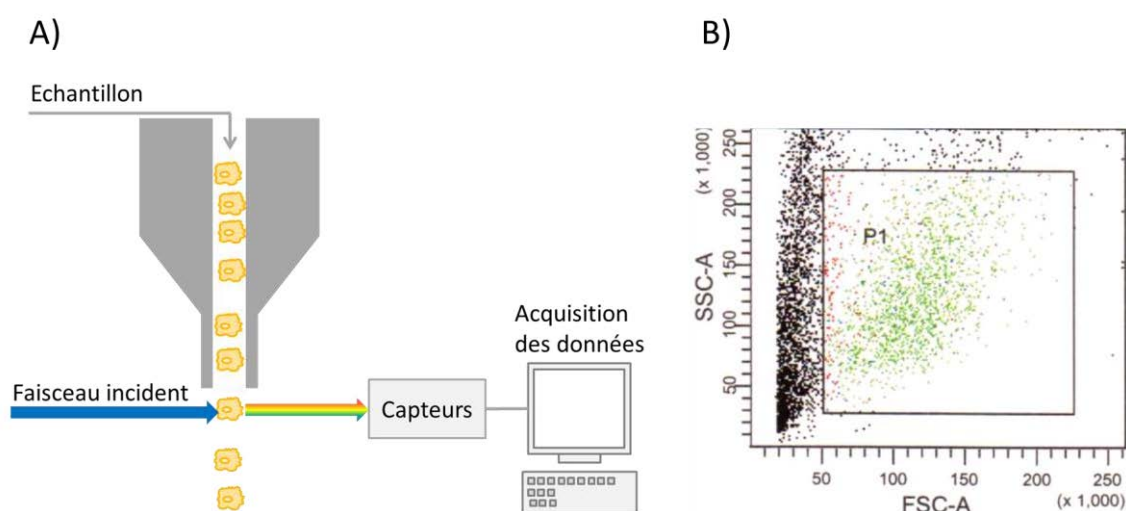 A)
Echantillon
Faisceau incident
Capteurs
Acquisition
des données
B)
SSC-A
(x 1,000)
250
200
150
100
50
P1
50 100 150 200 250
FSC-A
(x 1,000)